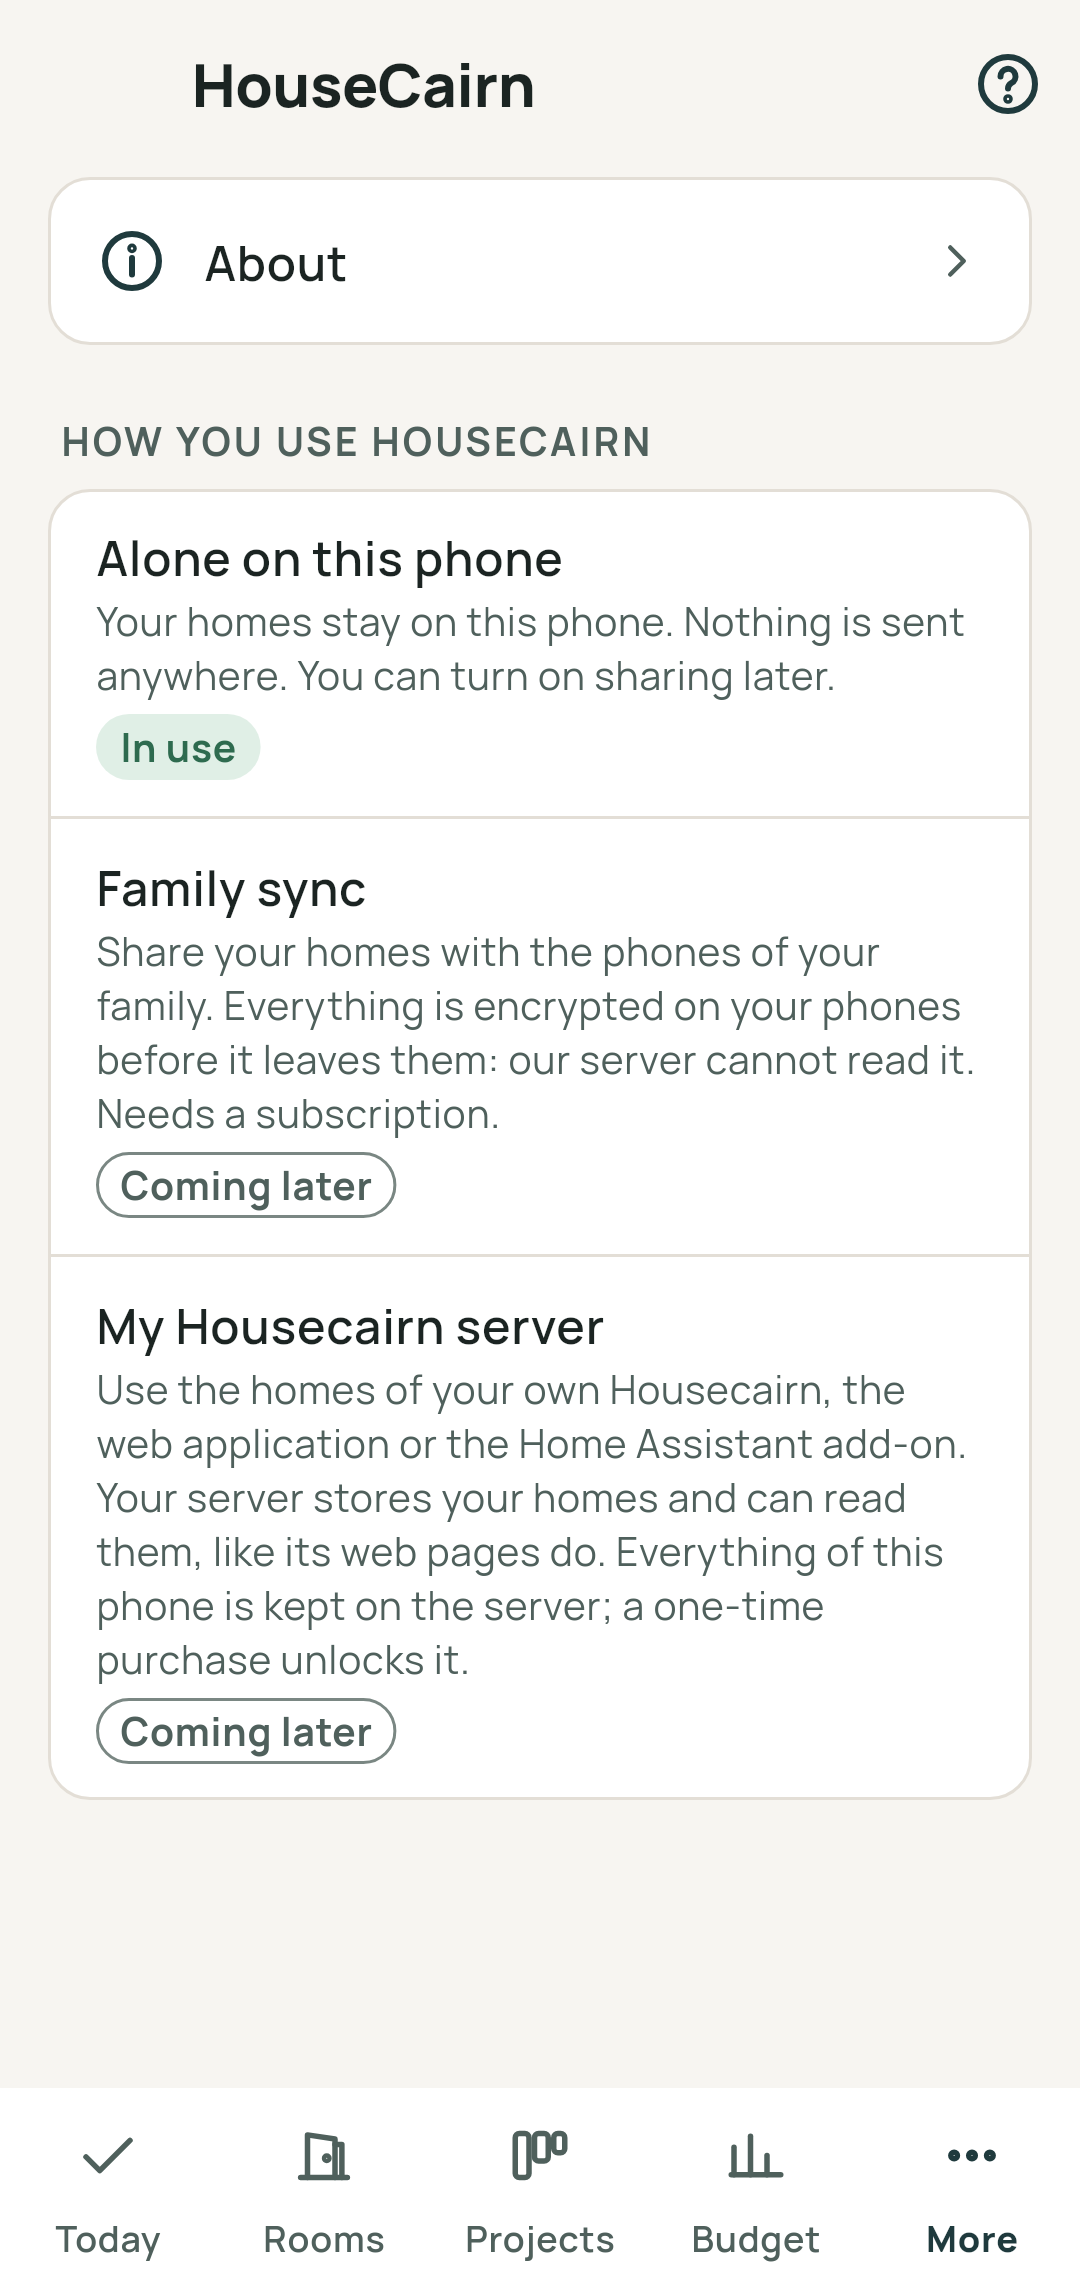 HouseCairn
About
HOW YOU USE HOUSECAIRN
Alone on this phone
Your homes stay on this phone. Nothing is sent
anywhere. You can turn on sharing later.
In use
Family sync
Share your homes with the phones of your
family. Everything is encrypted on your phones
before it leaves them: our server cannot read it.
Needs a subscription.
Coming later
My Housecairn server
Use the homes of your own Housecairn, the
web application or the Home Assistant add-on.
Your server stores your homes and can read
them, like its web pages do. Everything of this
phone is kept on the server; a one-time
purchase unlocks it.
Coming later
Today
Rooms
Projects
Budget
More